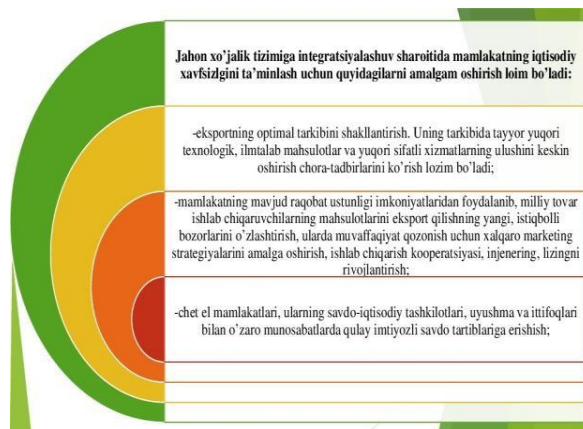 Jahon xo'jalik tizimiga integratsiyalashuv sharoitida mamlakatning iqtisodiy
xavfsizlgini ta'minlash uchun quyidagilarni amalgam oshirish loim bo'ladi:
-eksportning optimal tarkibini shakllantirish. Uning tarkibida tayyor yuqori
texnologik, ilmtalab mahsulotlar va yuqori sifatli xizmatlarning ulushini keskin
oshirish chora-tadbirlarini ko'rish lozim bo'ladi;
-mamlakatning mavjud raqobat ustunligi imkoniyatlaridan foydalanib, milliy tovar
ishlab chiqaruvchilarning mahsulotlarini eksport qilishning yangi, istiqbolli
bozorlarini o'zlashtirish, ularda muvaffaqiyat qozonish uchun xalqaro marketing
strategiyalarini amalga oshirish, ishlab chiqarish kooperatsiyasi, injenering, lizingni
rivojlantirish;
-chet el mamlakatlari, ularning savdo-iqtisodiy tashkilotlari, uyushma va ittifoqlari
bilan o'zaro munosabatlarda qulay imtiyozli savdo tartiblariga erishish;